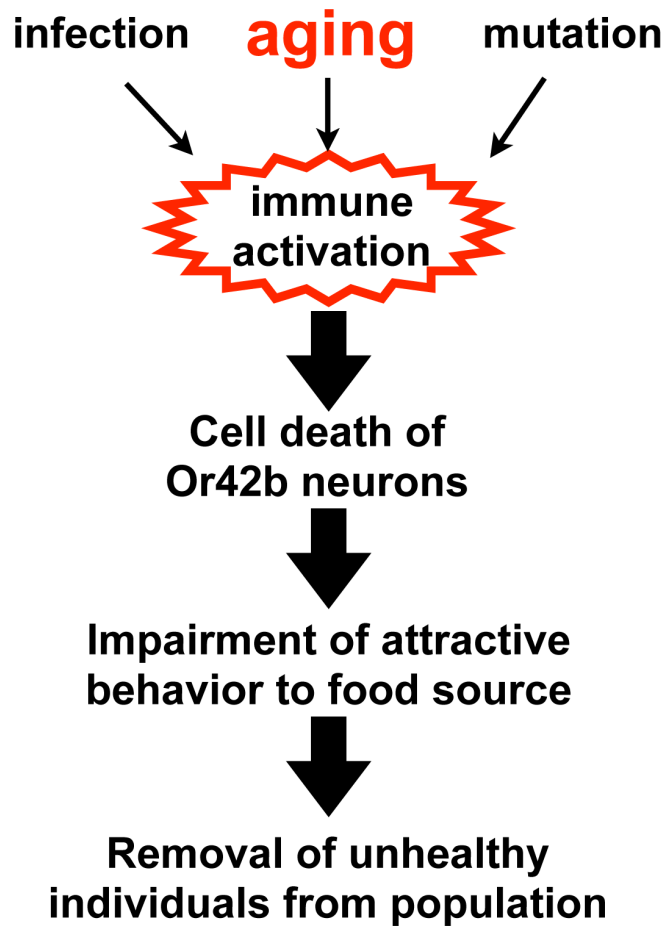 infection aging mutation
immune
activation
Cell death of
Or42b neurons
Impairment of attractive
behavior to food source
Removal of unhealthy
individuals from population